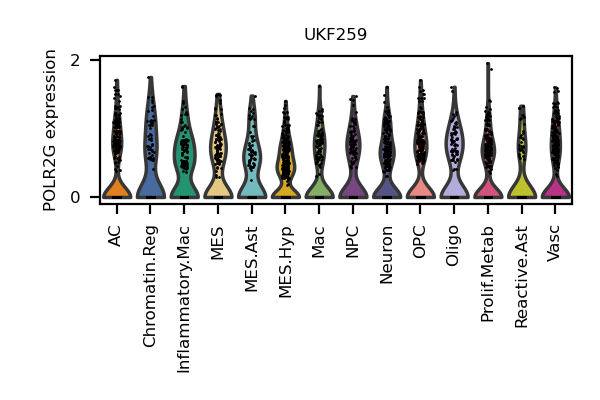 UKF259
POLR2G expression
2
0
AC
Chromatin.Reg
Inflammatory.Mac
MES
MES.Ast
MES.Hyp
Mac
NPC
Neuron
OPC
Oligo
Prolif.Metab
Reactive.Ast
Vasc